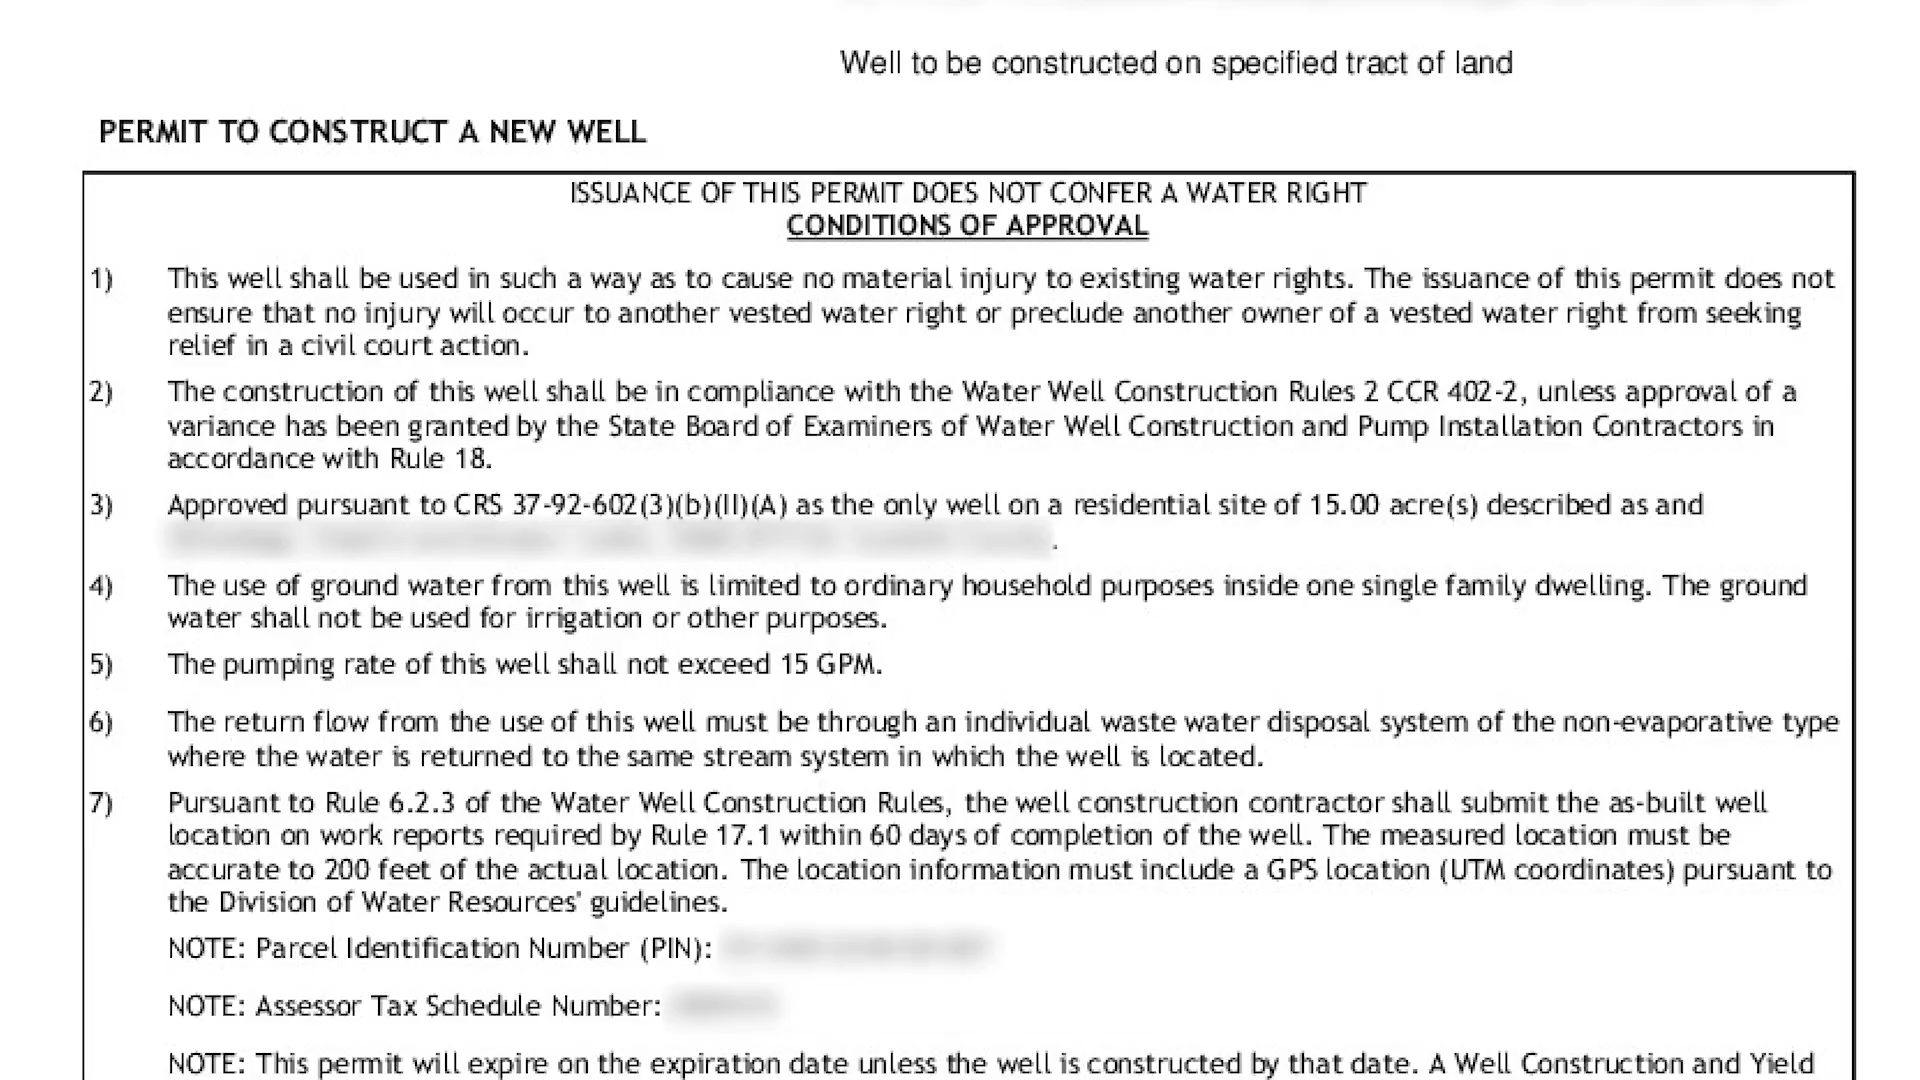 Well to be constructed on specified tract of land
PERMIT TO CONSTRUCT A NEW WELL
ISSUANCE OF THIS PERMIT DOES NOT CONFER A WATER RIGHT
CONDITIONS OF APPROVAL
1) This well shall be used in such a way as to cause no material injury to existing water rights. The issuance of this permit does not
ensure that no injury will occur to another vested water right or preclude another owner of a vested water right from seeking
relief in a civil court action.
2) The construction of this well shall be in compliance with the Water Well Construction Rules 2 CCR 402-2, unless approval of a
variance has been granted by the State Board of Examiners of Water Well Construction and Pump Installation Contractors in
accordance with Rule 18.
3) Approved pursuant to CRS 37-92-602(3)(b)(II)(A) as the only well on a residential site of 15.00 acre(s) described as and
.
4) The use of ground water from this well is limited to ordinary household purposes inside one single family dwelling. The ground
water shall not be used for irrigation or other purposes.
5) The pumping rate of this well shall not exceed 15 GPM.
6) The return flow from the use of this well must be through an individual waste water disposal system of the non-evaporative type
where the water is returned to the same stream system in which the well is located.
7) Pursuant to Rule 6.2.3 of the Water Well Construction Rules, the well construction contractor shall submit the as-built well
location on work reports required by Rule 17.1 within 60 days of completion of the well. The measured location must be
accurate to 200 feet of the actual location. The location information must include a GPS location (UTM coordinates) pursuant to
the Division of Water Resources' guidelines.
NOTE: Parcel Identification Number (PIN):
NOTE: Assessor Tax Schedule Number:
NOTE: This permit will expire on the expiration date unless the well is constructed by that date. A Well Construction and Yield